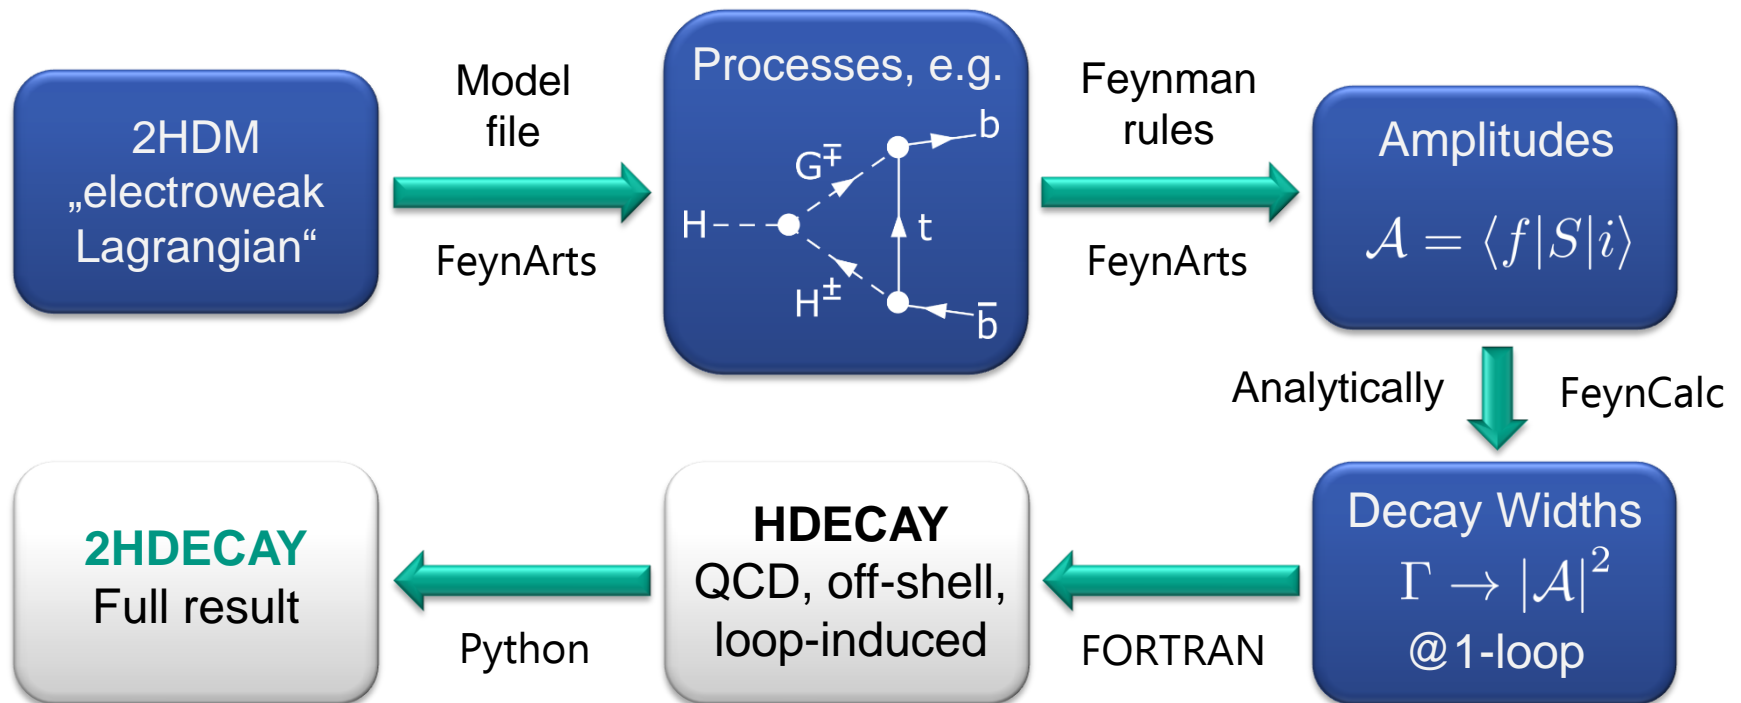 2HDM
„electroweak
Lagrangian“
Model
file
FeynArts
Processes, e.g.
G∓
b
H
t
H±
b̄
Feynman
rules
FeynArts
Amplitudes
𝒜 = ⟨f|S|i⟩
Analytically
FeynCalc
Decay Widths
Γ → |𝒜|²
@1-loop
FORTRAN
HDECAY
QCD, off-shell,
loop-induced
Python
2HDECAY
Full result